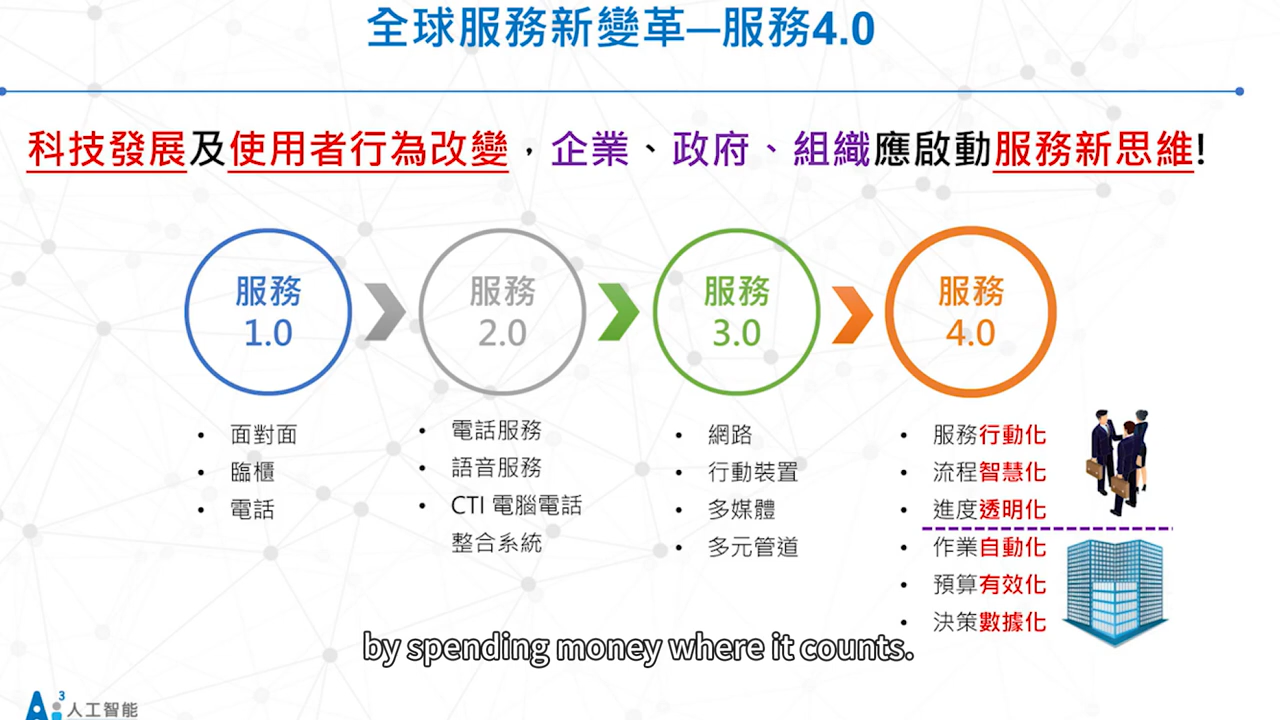 全球服務新變革—服務4.0
科技發展及使用者行為改變，企業、政府、組織應啟動服務新思維!
服務
1.0
服務
2.0
服務
3.0
服務
4.0
• 面對面
• 臨櫃
• 電話
• 電話服務
• 語音服務
• CTI 電腦電話
整合系統
• 網路
• 行動裝置
• 多媒體
• 多元管道
• 服務行動化
• 流程智慧化
• 進度透明化
• 作業自動化
• 預算有效化
• 決策數據化
by spending money where it counts.
Ai3 人工智能